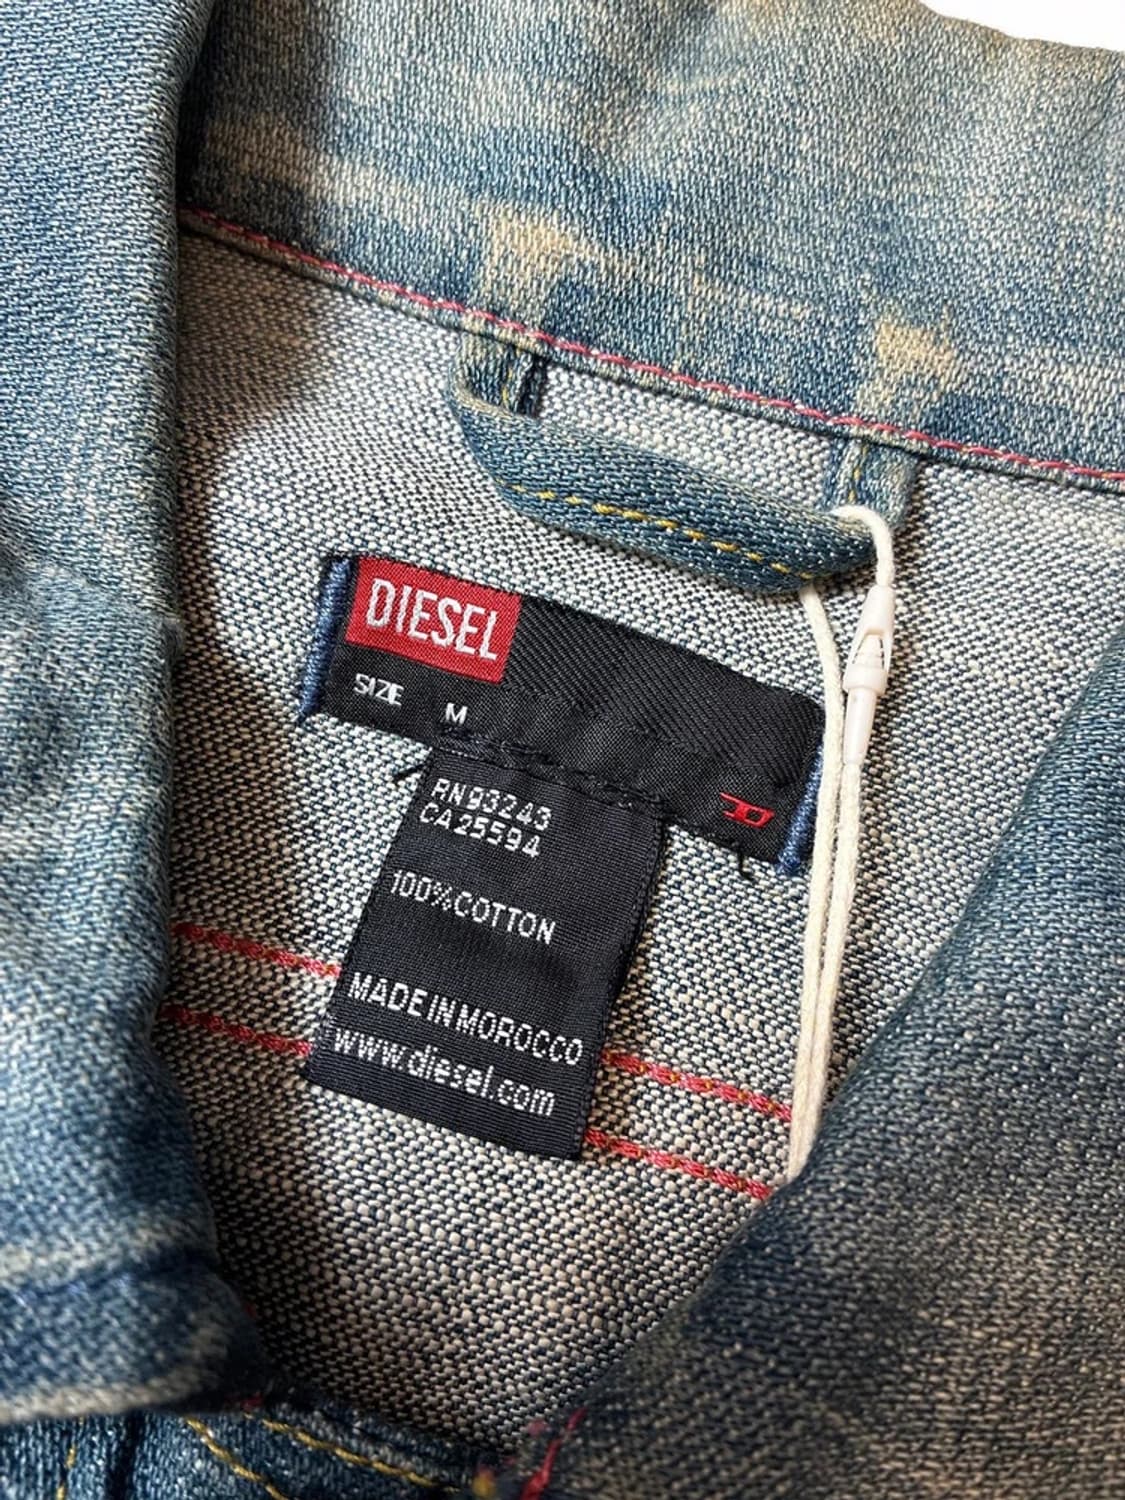 DIESEL
SIZE M
RN93243
CA25594
100%COTTON
MADE IN MOROCCO
www.diesel.com